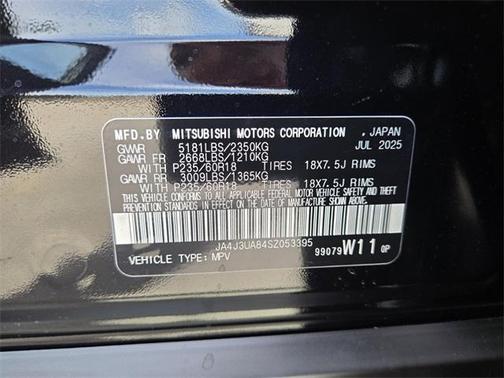 MFD.BY MITSUBISHI MOTORS CORPORATION , JAPAN
GVWR 5181LBS/2350KG JUL 2025
GAWR FR 2668LBS/1210KG
WITH P235/60R18 TIRES 18X7.5J RIMS
GAWR RR 3009LBS/1365KG
WITH P235/60R18 TIRES 18X7.5J RIMS
THIS VEHICLE CONFORMS TO ALL APPLICABLE FEDERAL MOTOR VEHICLE SAFETY AND THEFT
PREVENTION STANDARDS IN EFFECT ON THE DATE OF MANUFACTURE SHOWN ABOVE.
JA4J3UA84SZ053395
VEHICLE TYPE: MPV 99079W11 QP